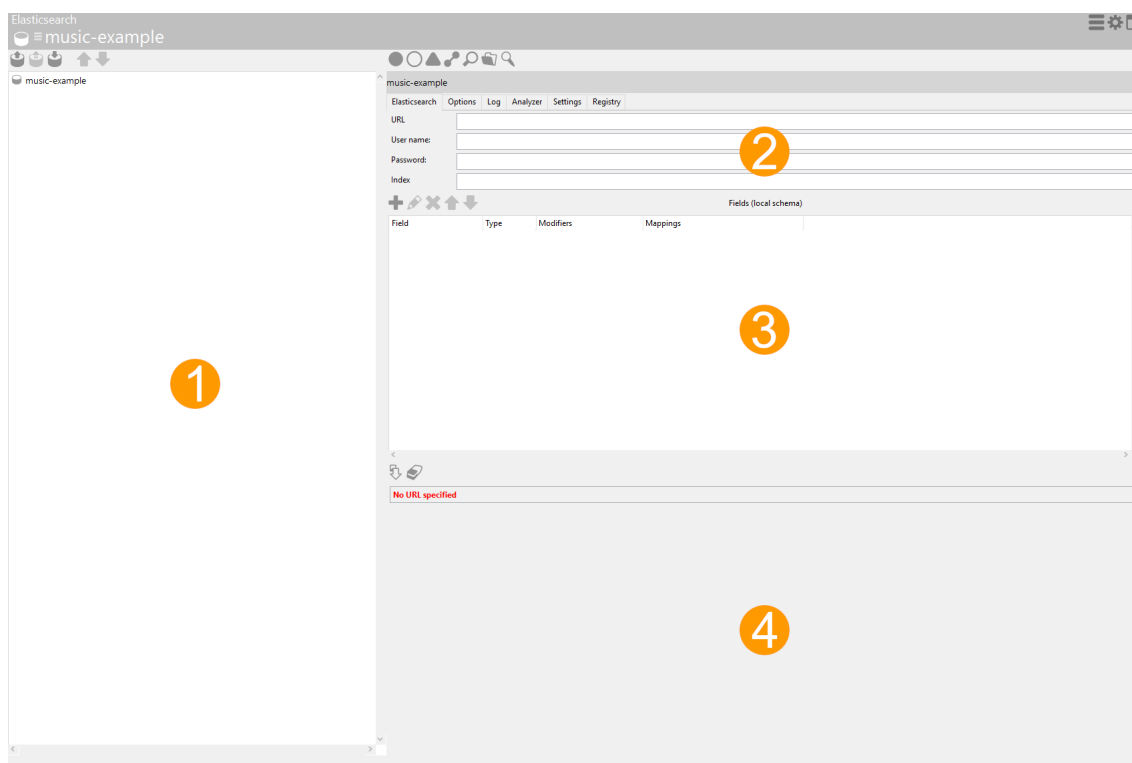 Elasticsearch
music-example
music-example
music-example
Elasticsearch Options Log Analyzer Settings Registry
URL
User name:
Password:
Index
2
Fields (local schema)
Field Type Modifiers Mappings
3
1
No URL specified
4